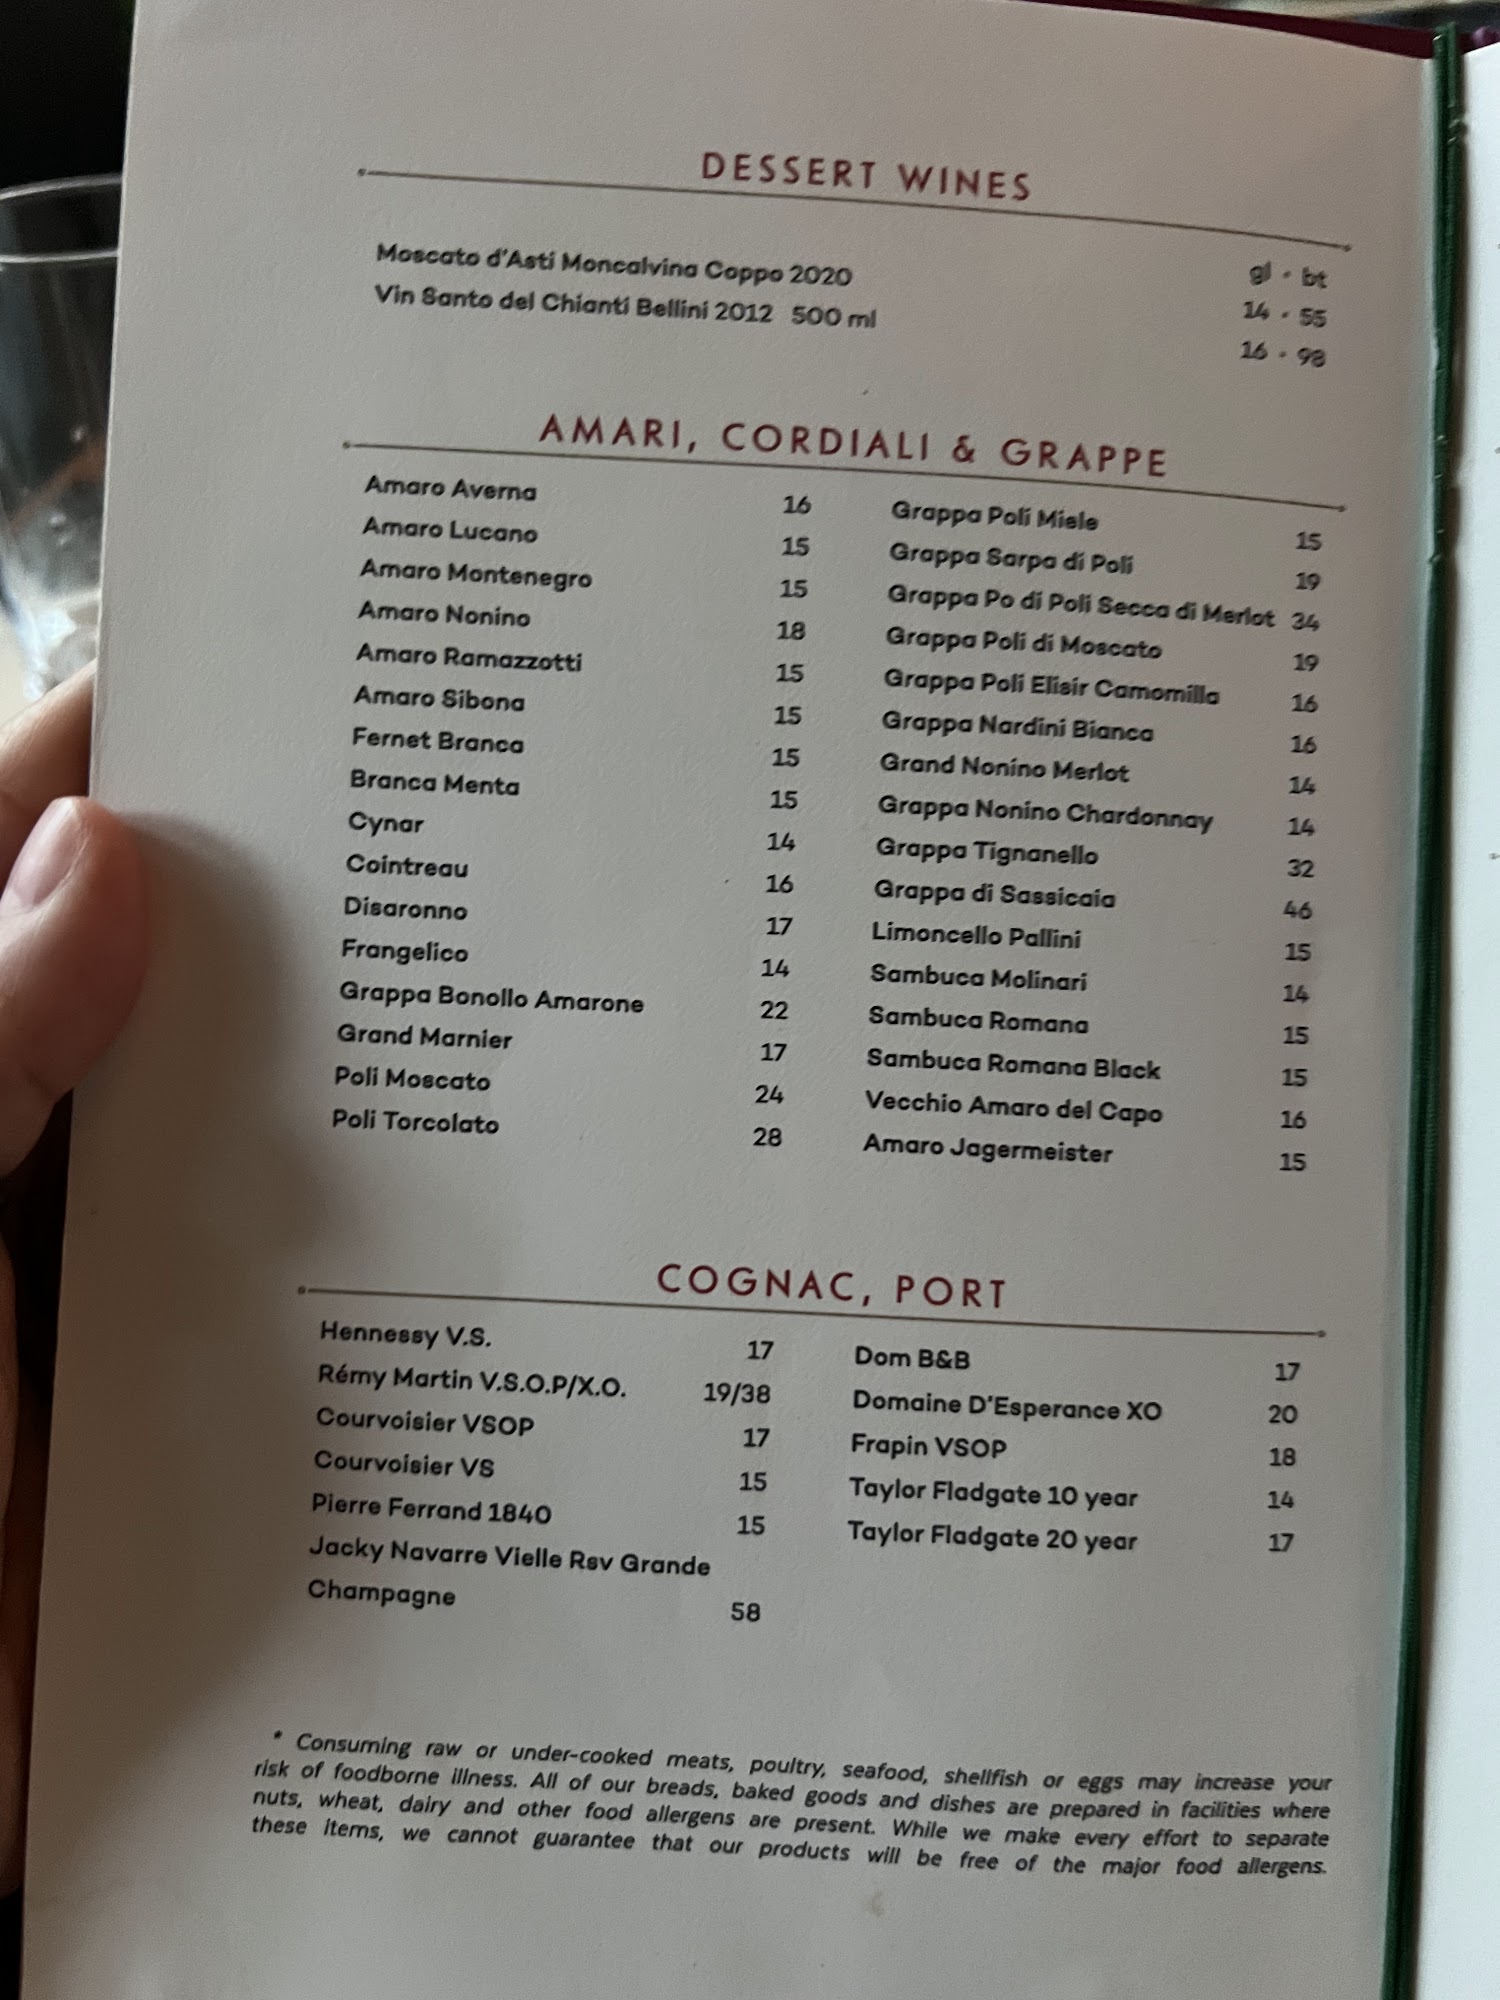 DESSERT WINES
gl • bt
Moscato d'Asti Moncalvina Coppo 2020 14 • 55
Vin Santo del Chianti Bellini 2012 500 ml 16 • 98
AMARI, CORDIALI & GRAPPE
Amaro Averna 16
Amaro Lucano 15
Amaro Montenegro 15
Amaro Nonino 18
Amaro Ramazzotti 15
Amaro Sibona 15
Fernet Branca 15
Branca Menta 15
Cynar 14
Cointreau 16
Disaronno 17
Frangelico 14
Grappa Bonollo Amarone 22
Grand Marnier 17
Poli Moscato 24
Poli Torcolato 28
Grappa Poli Miele 15
Grappa Sarpa di Poli 19
Grappa Po di Poli Secca di Merlot 34
Grappa Poli di Moscato 19
Grappa Poli Elisir Camomilla 16
Grappa Nardini Bianca 16
Grand Nonino Merlot 14
Grappa Nonino Chardonnay 14
Grappa Tignanello 32
Grappa di Sassicaia 46
Limoncello Pallini 15
Sambuca Molinari 14
Sambuca Romana 15
Sambuca Romana Black 15
Vecchio Amaro del Capo 16
Amaro Jagermeister 15
COGNAC, PORT
Hennessy V.S. 17
Rémy Martin V.S.O.P/X.O. 19/38
Courvoisier VSOP 17
Courvoisier VS 15
Pierre Ferrand 1840 15
Jacky Navarre Vielle Rsv Grande
Champagne 58
Dom B&B 17
Domaine D'Esperance XO 20
Frapin VSOP 18
Taylor Fladgate 10 year 14
Taylor Fladgate 20 year 17
* Consuming raw or under-cooked meats, poultry, seafood, shellfish or eggs may increase your
risk of foodborne illness. All of our breads, baked goods and dishes are prepared in facilities where
nuts, wheat, dairy and other food allergens are present. While we make every effort to separate
these items, we cannot guarantee that our products will be free of the major food allergens.